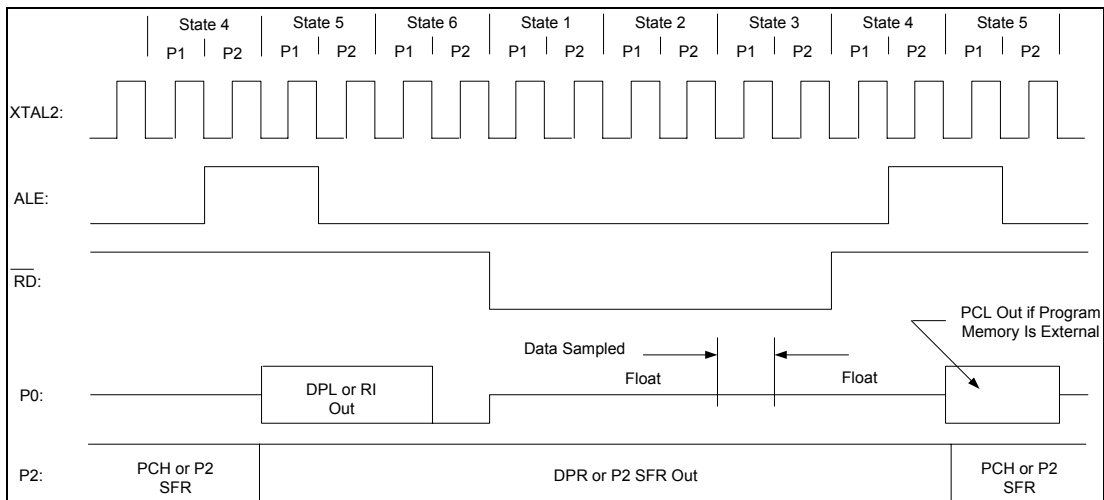 State 4 State 5 State 6 State 1 State 2 State 3 State 4 State 5
P1 P2 P1 P2 P1 P2 P1 P2 P1 P2 P1 P2 P1 P2 P1 P2
XTAL2:
ALE:
RD:
PCL Out if Program
Memory Is External
Data Sampled
Float Float
P0:
DPL or RI
Out
P2:
PCH or P2
SFR
DPR or P2 SFR Out
PCH or P2
SFR